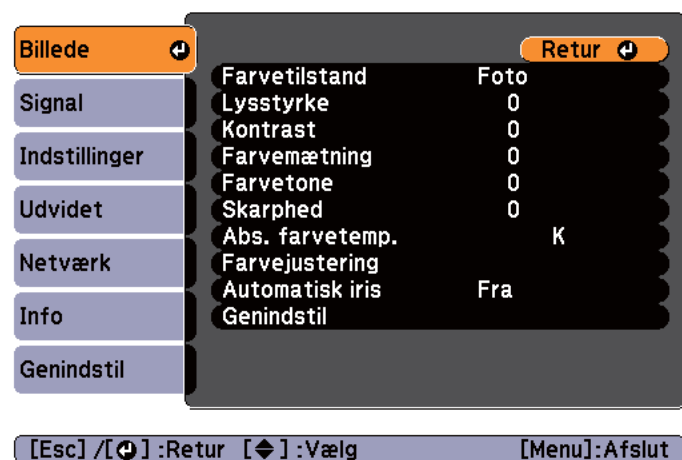 Billede
Signal
Indstillinger
Udvidet
Netværk
Info
Genindstil
Retur
Farvetilstand Foto
Lysstyrke 0
Kontrast 0
Farvemætning 0
Farvetone 0
Skarphed 0
Abs. farvetemp. K
Farvejustering
Automatisk iris Fra
Genindstil
[Esc] /[⏎] :Retur [◆] :Vælg [Menu]:Afslut